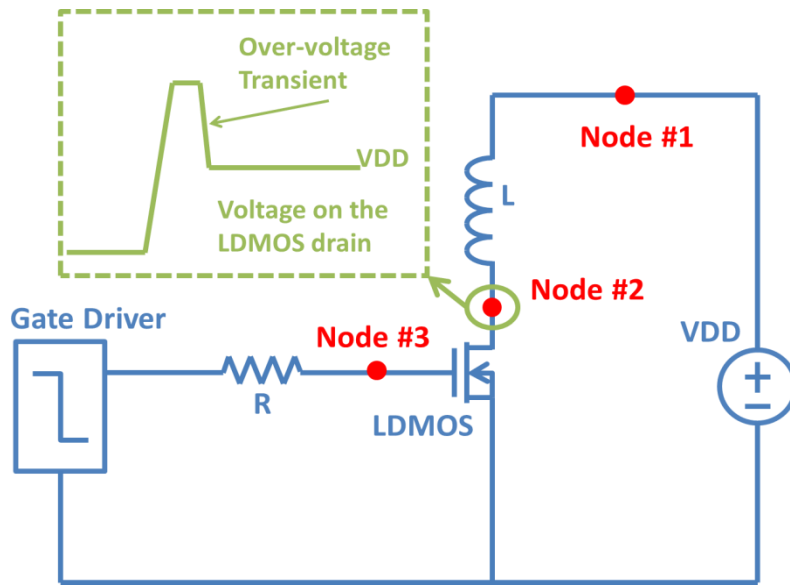 Over-voltage
Transient
VDD
Voltage on the
LDMOS drain
Node #1
L
Node #2
Gate Driver
Node #3
VDD
R
LDMOS